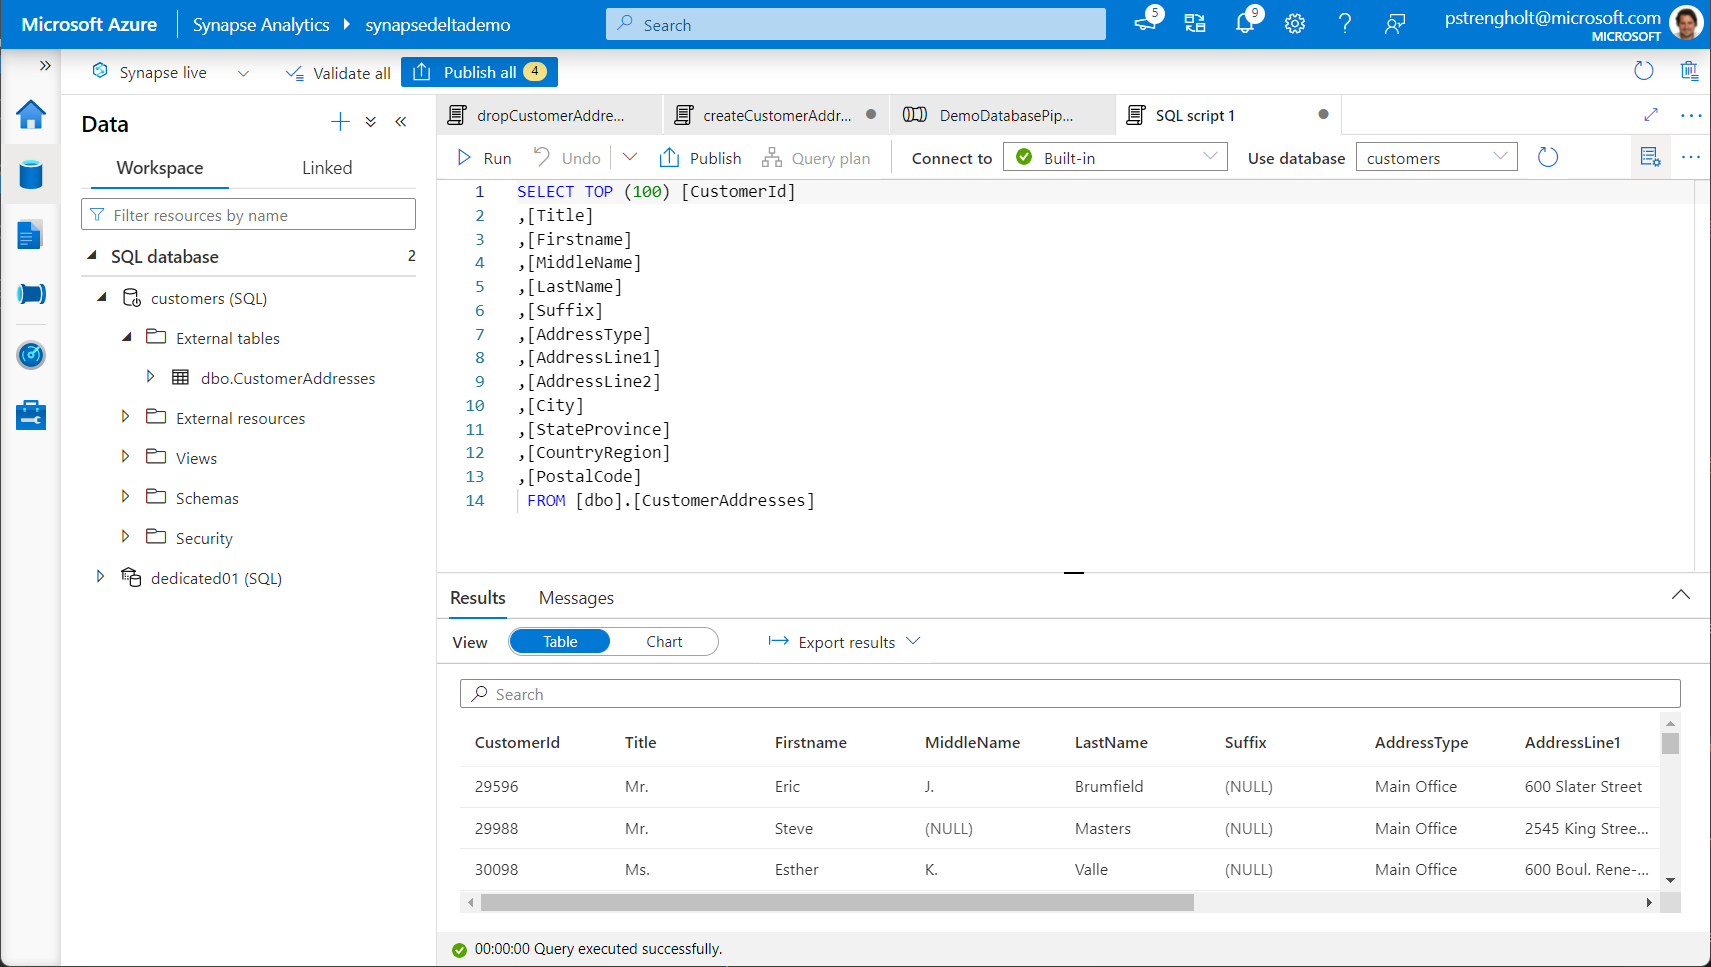 Microsoft Azure Synapse Analytics synapsedeltademo Search 5 9 pstrengholt@microsoft.com
MICROSOFT
Synapse live Validate all Publish all 4
dropCustomerAddre... createCustomerAddr... DemoDatabasePip... SQL script 1
Data
Workspace Linked
Filter resources by name
SQL database 2
customers (SQL)
External tables
dbo.CustomerAddresses
External resources
Views
Schemas
Security
dedicated01 (SQL)
Run Undo Publish Query plan Connect to Built-in Use database customers
1 SELECT TOP (100) [CustomerId]
2 ,[Title]
3 ,[Firstname]
4 ,[MiddleName]
5 ,[LastName]
6 ,[Suffix]
7 ,[AddressType]
8 ,[AddressLine1]
9 ,[AddressLine2]
10 ,[City]
11 ,[StateProvince]
12 ,[CountryRegion]
13 ,[PostalCode]
14 FROM [dbo].[CustomerAddresses]
Results Messages
View Table Chart Export results
Search
CustomerId Title Firstname MiddleName LastName Suffix AddressType AddressLine1
29596 Mr. Eric J. Brumfield (NULL) Main Office 600 Slater Street
29988 Mr. Steve (NULL) Masters (NULL) Main Office 2545 King Stree...
30098 Ms. Esther K. Valle (NULL) Main Office 600 Boul. Rene-...
00:00:00 Query executed successfully.